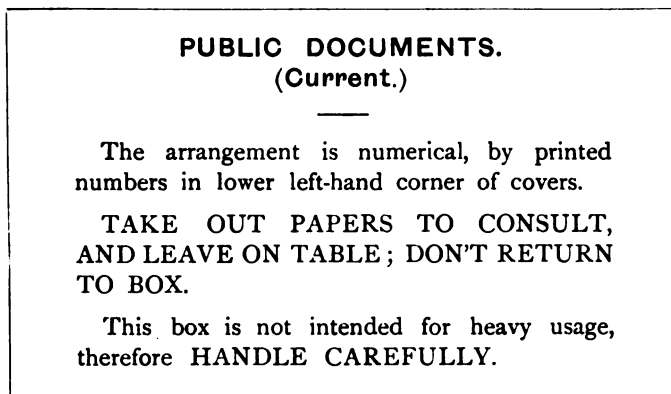 PUBLIC DOCUMENTS.
(Current.)
The arrangement is numerical, by printed
numbers in lower left-hand corner of covers.
TAKE OUT PAPERS TO CONSULT,
AND LEAVE ON TABLE ; DON'T RETURN
TO BOX.
This box is not intended for heavy usage,
therefore HANDLE CAREFULLY.